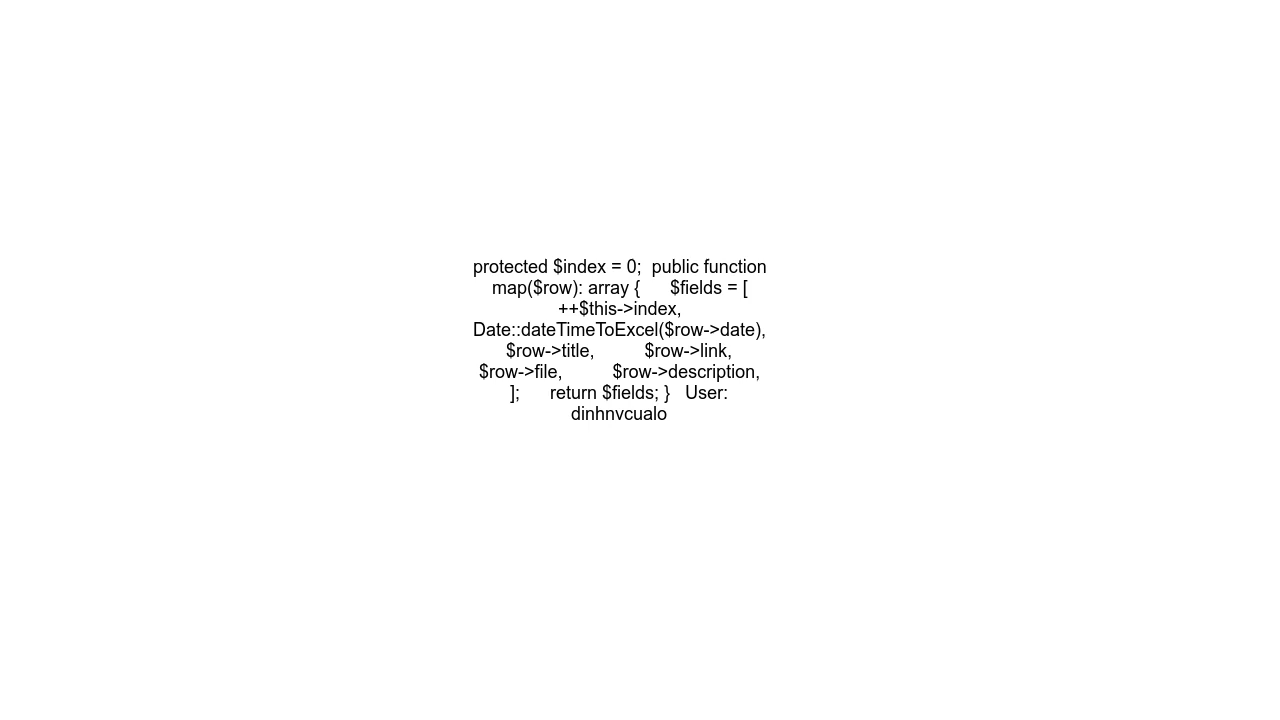 protected $index = 0;  public function
map($row): array {      $fields = [
++$this->index,
Date::dateTimeToExcel($row->date),
$row->title,          $row->link,
$row->file,          $row->description,
];      return $fields; }   User:
dinhnvcualo